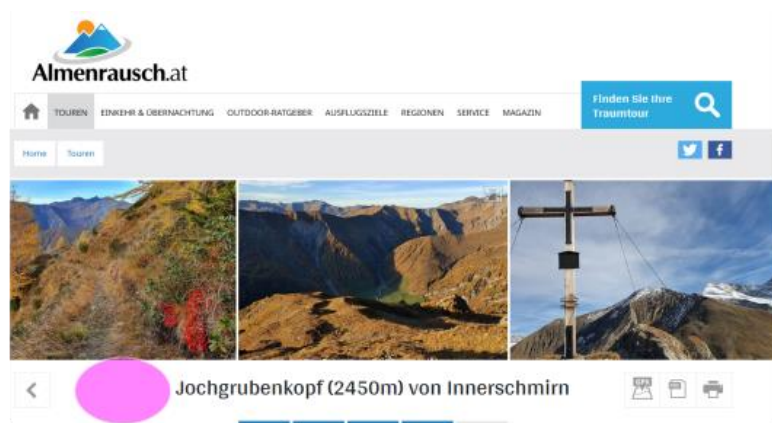 Almenrausch.at
TOUREN EINKEHR & ÜBERNACHTUNG OUTDOOR-RATGEBER AUSFLUGSZIELE REGIONEN SERVICE MAGAZIN
Finden Sie Ihre
Traumtour
Home Touren
Jochgrubenkopf (2450m) von Innerschmirn
GPX